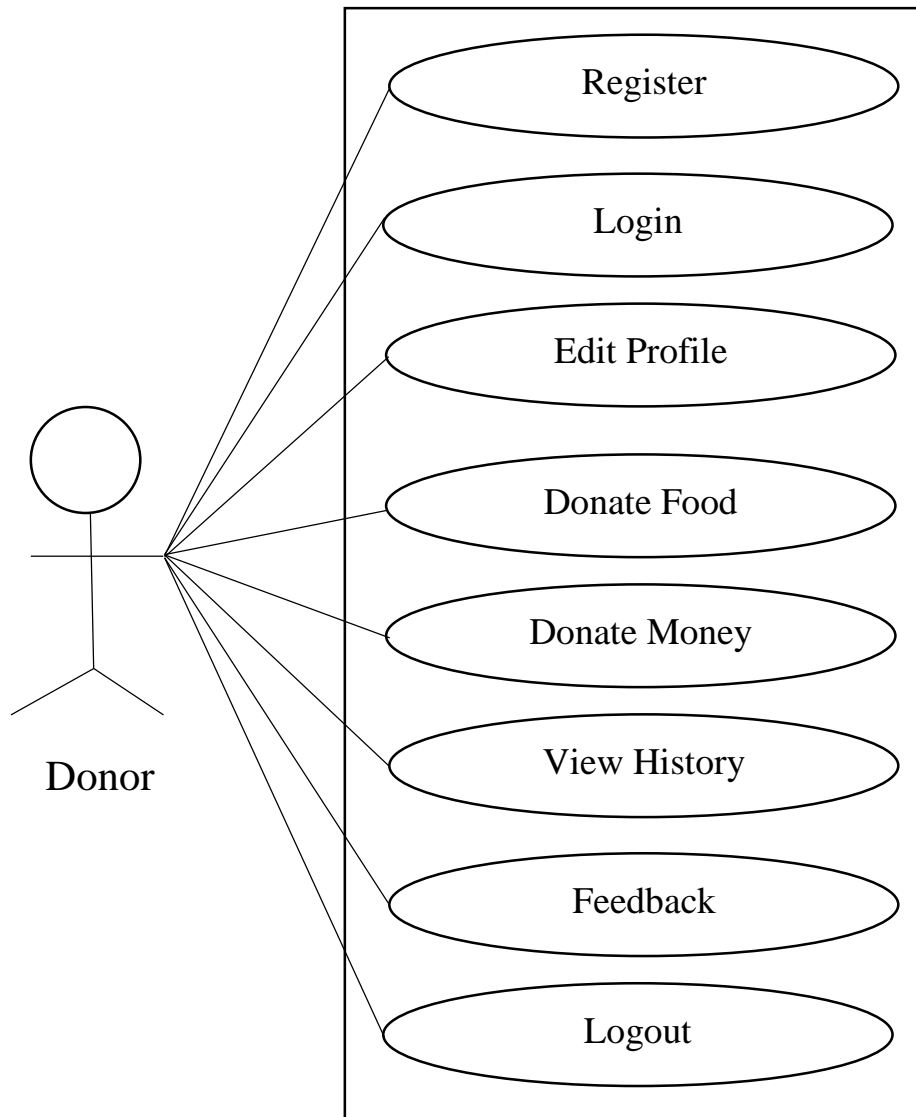 Register
Login
Edit Profile
Donate Food
Donate Money
View History
Donor
Feedback
Logout